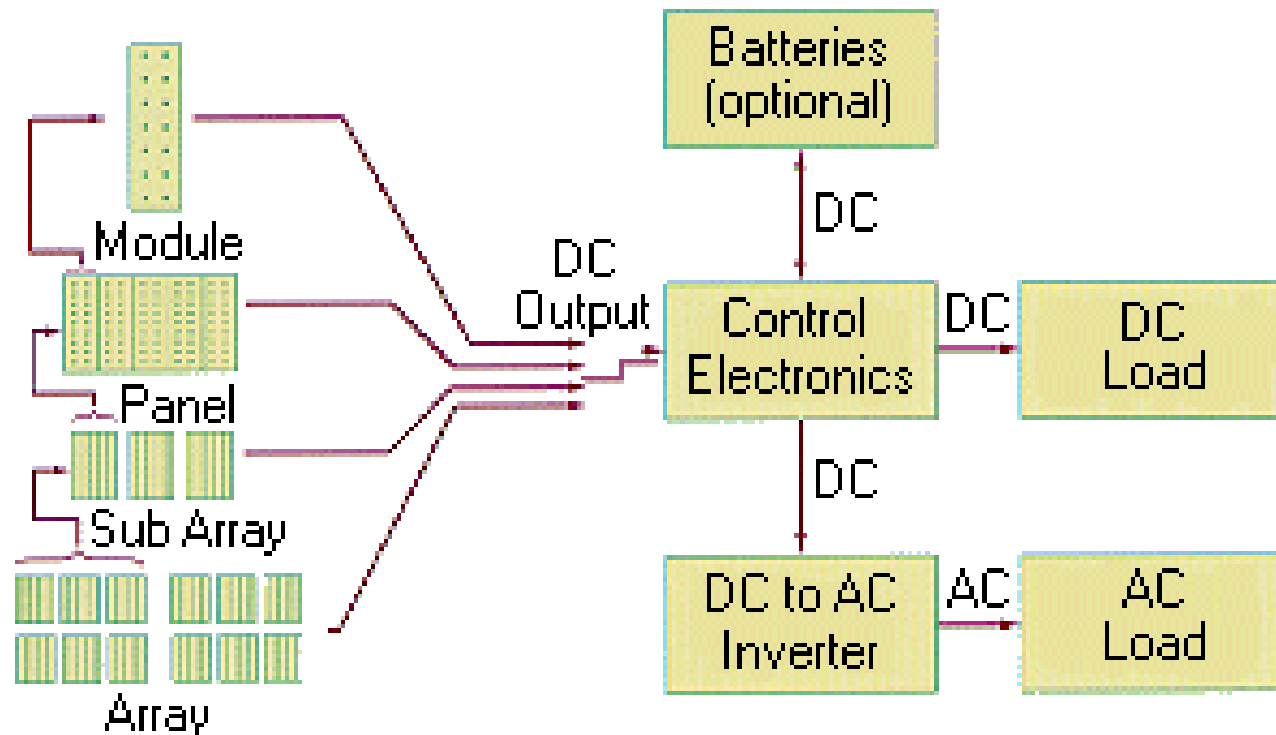 Module
Panel
Sub Array
Array
DC
Output
Batteries
(optional)
DC
Control
Electronics
DC
DC
Load
DC
DC to AC
Inverter
AC
AC
Load